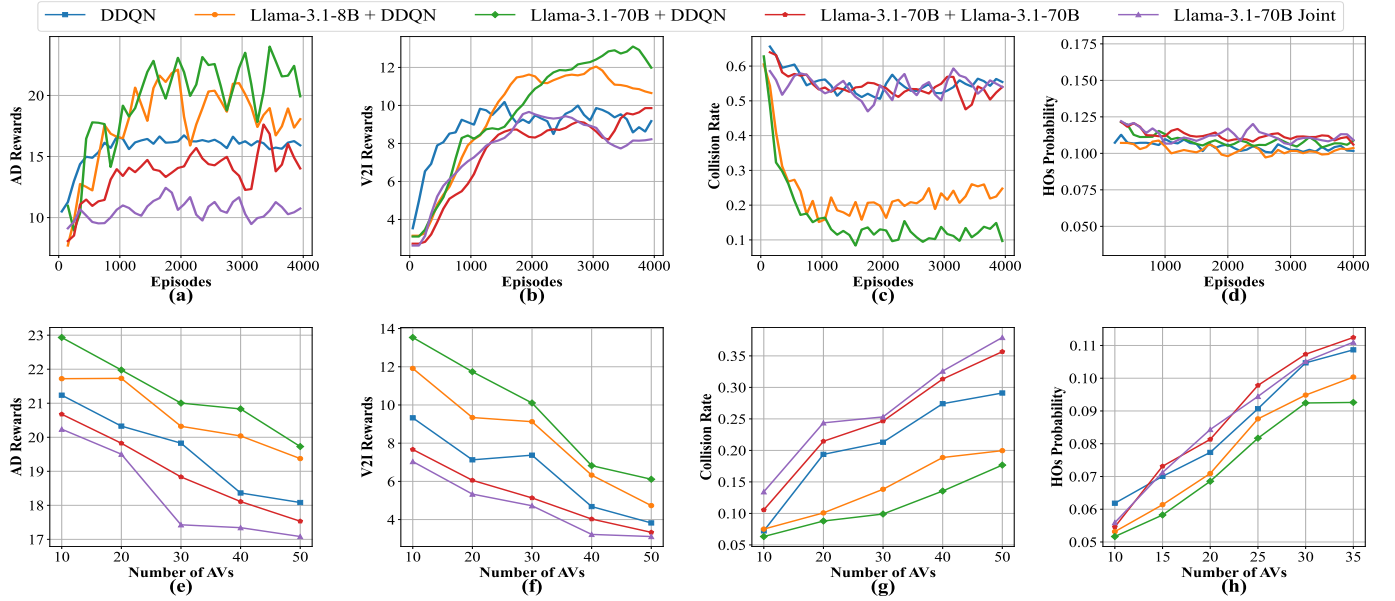 DDQN Llama-3.1-8B + DDQN Llama-3.1-70B + DDQN Llama-3.1-70B + Llama-3.1-70B Llama-3.1-70B Joint
AD Rewards
20
15
10
0 1000 2000 3000 4000
Episodes
(a)
V2I Rewards
12
10
8
6
4
0 1000 2000 3000 4000
Episodes
(b)
Collision Rate
0.6
0.5
0.4
0.3
0.2
0.1
0 1000 2000 3000 4000
Episodes
(c)
HOs Probability
0.175
0.150
0.125
0.100
0.075
0.050
1000 2000 3000 4000
Episodes
(d)
AD Rewards
23
22
21
20
19
18
17
10 20 30 40 50
Number of AVs
(e)
V2I Rewards
14
12
10
8
6
4
10 20 30 40 50
Number of AVs
(f)
Collision Rate
0.35
0.30
0.25
0.20
0.15
0.10
0.05
10 20 30 40 50
Number of AVs
(g)
HOs Probability
0.11
0.10
0.09
0.08
0.07
0.06
0.05
10 15 20 25 30 35
Number of AVs
(h)